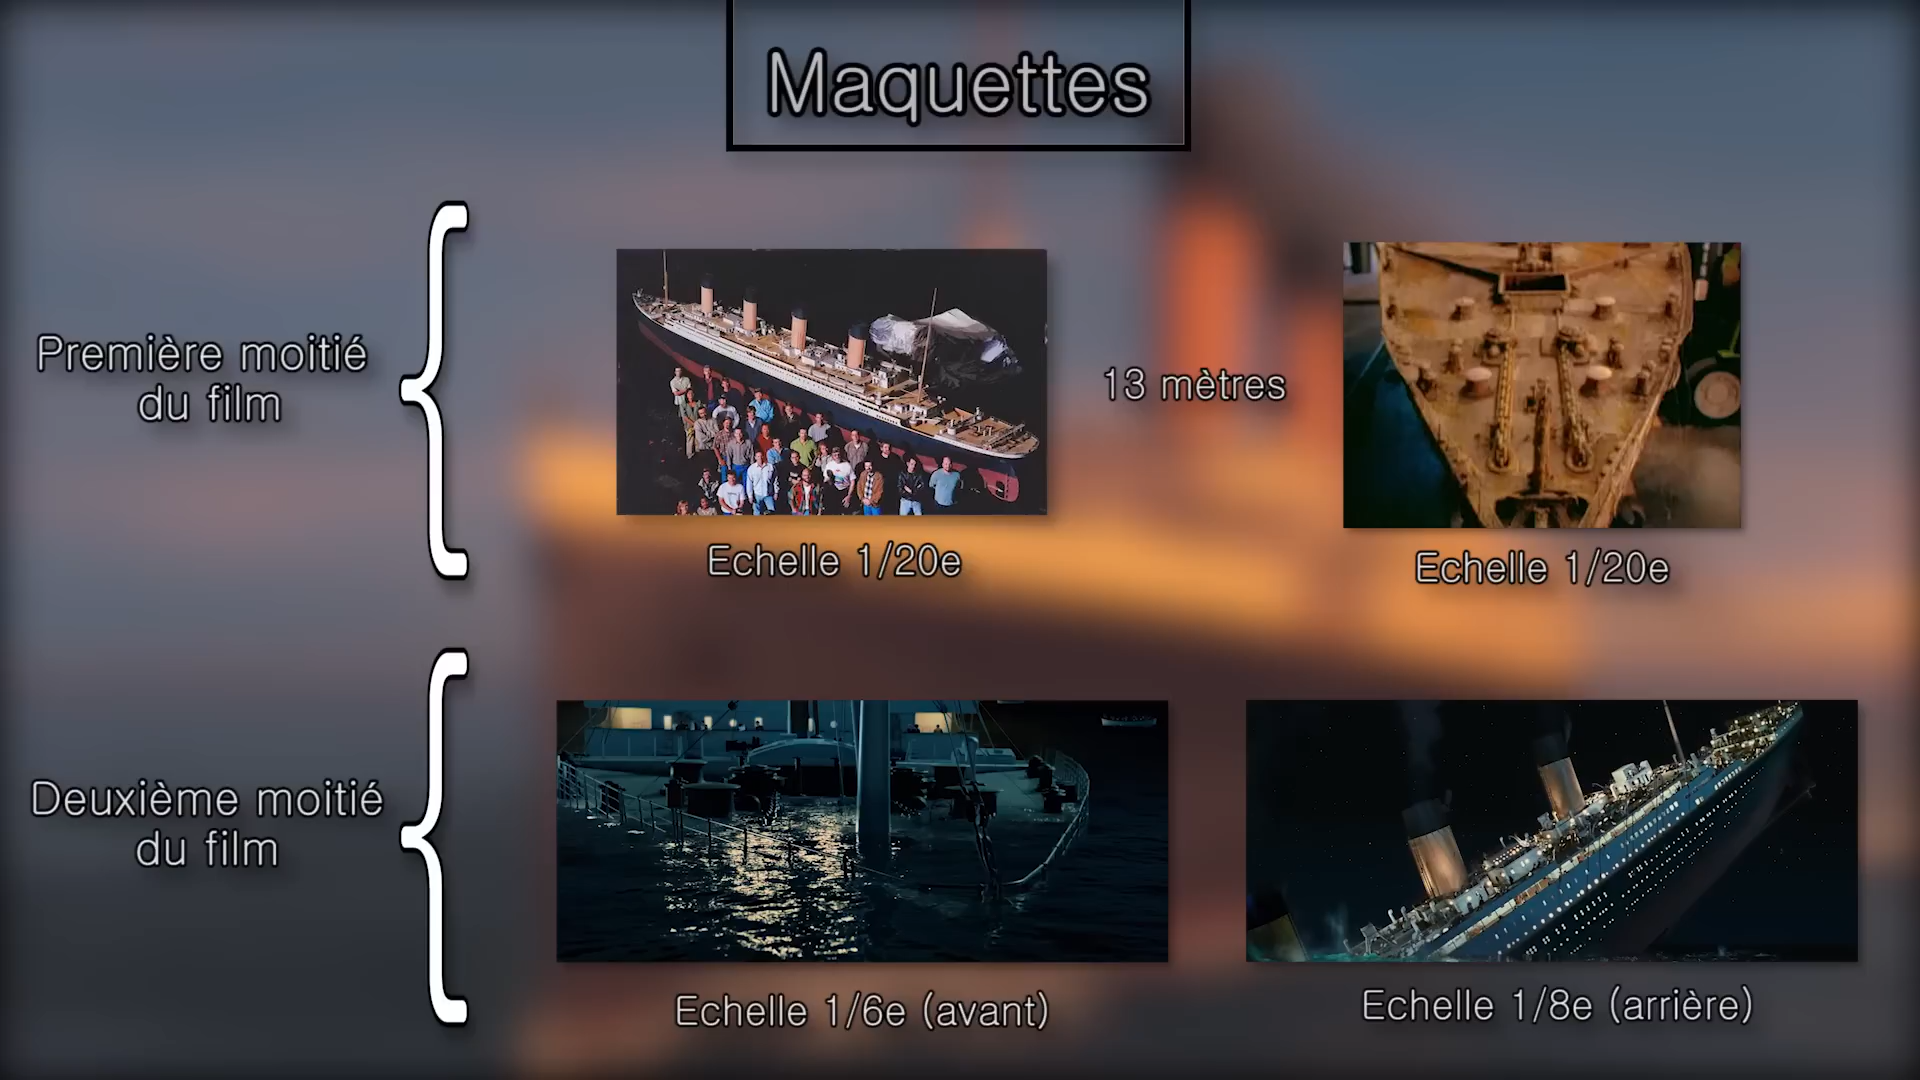 Maquettes
Première moitié
du film
13 mètres
Echelle 1/20e
Echelle 1/20e
Deuxième moitié
du film
Echelle 1/6e (avant)
Echelle 1/8e (arrière)